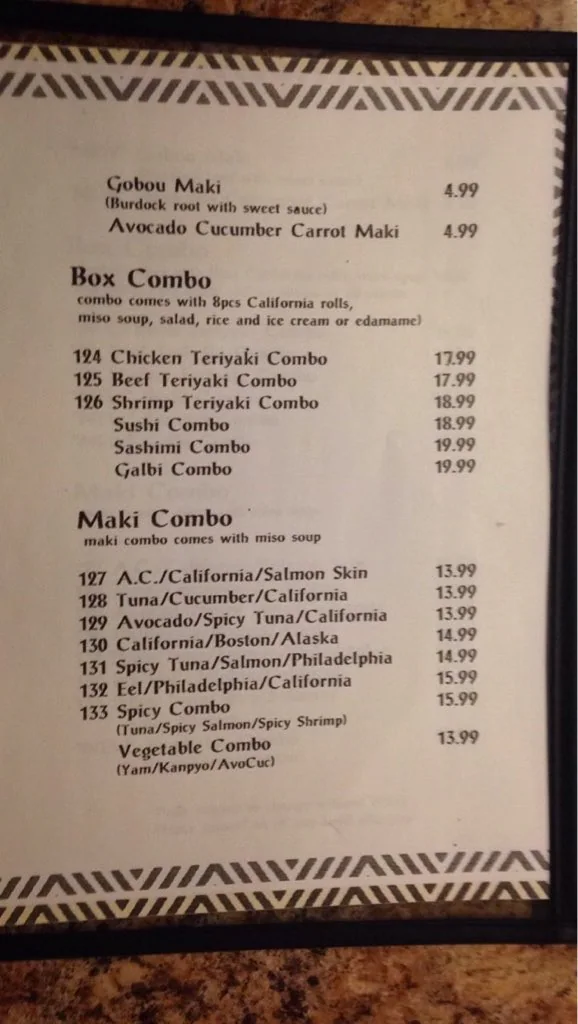 Gobou Maki 4.99
(Burdock root with sweet sauce)
Avocado Cucumber Carrot Maki 4.99
Box Combo
combo comes with 8pcs California rolls,
miso soup, salad, rice and ice cream or edamame)
124 Chicken Teriyaki Combo 17.99
125 Beef Teriyaki Combo 17.99
126 Shrimp Teriyaki Combo 18.99
Sushi Combo 18.99
Sashimi Combo 19.99
Galbi Combo 19.99
Maki Combo
maki combo comes with miso soup
127 A.C./California/Salmon Skin 13.99
128 Tuna/Cucumber/California 13.99
129 Avocado/Spicy Tuna/California 13.99
130 California/Boston/Alaska 14.99
131 Spicy Tuna/Salmon/Philadelphia 14.99
132 Eel/Philadelphia/California 15.99
133 Spicy Combo 15.99
(Tuna/Spicy Salmon/Spicy Shrimp)
Vegetable Combo 13.99
(Yam/Kanpyo/AvoCuc)